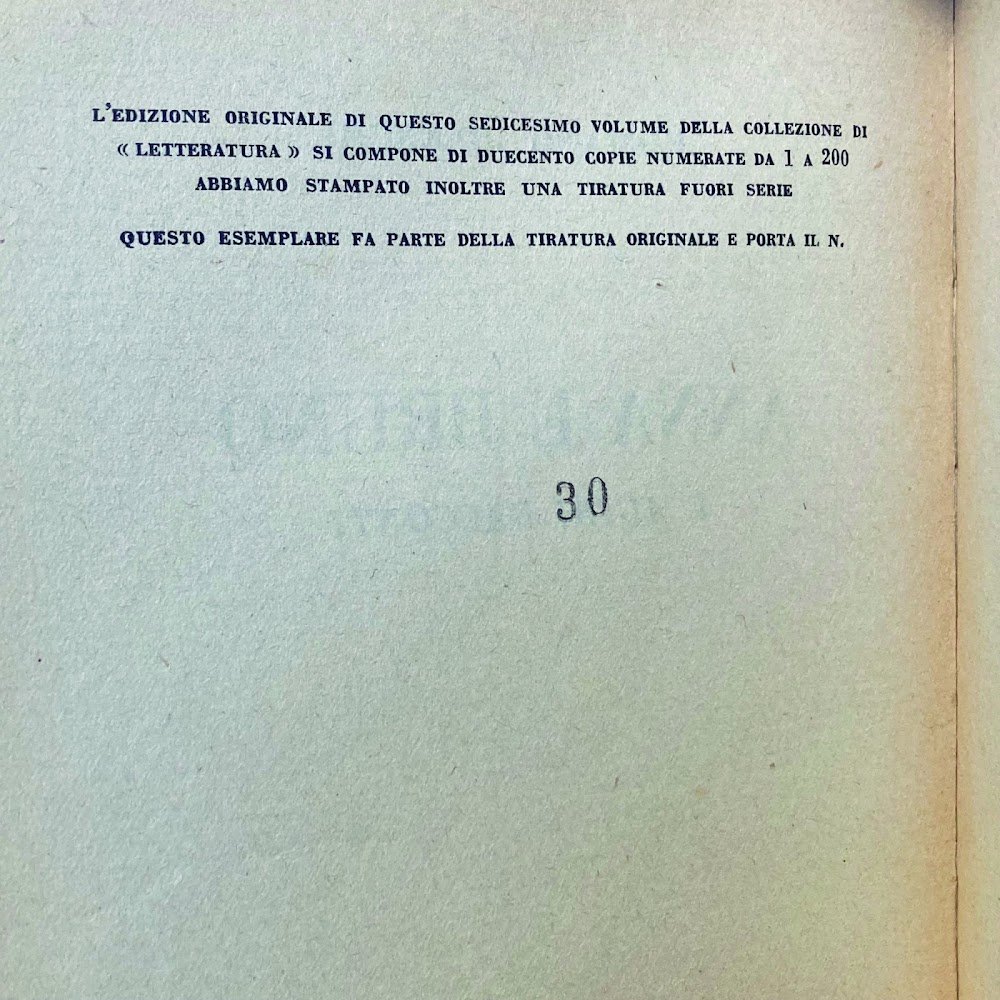 L'EDIZIONE ORIGINALE DI QUESTO SEDICESIMO VOLUME DELLA COLLEZIONE DI
« LETTERATURA » SI COMPONE DI DUECENTO COPIE NUMERATE DA 1 A 200
ABBIAMO STAMPATO INOLTRE UNA TIRATURA FUORI SERIE
QUESTO ESEMPLARE FA PARTE DELLA TIRATURA ORIGINALE E PORTA IL N.
30